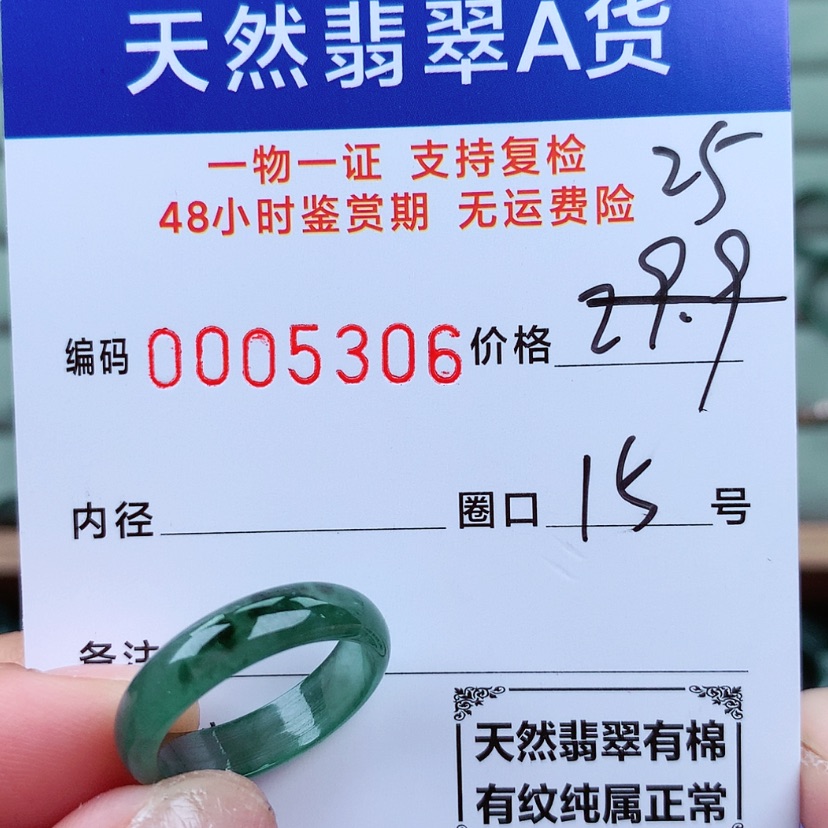 天然翡翠A货
一物一证 支持复检
48小时鉴赏期 无运费险
25
编码 0005306 价格 29.9
内径 圈口 15 号
备注
天然翡翠有棉
有纹纯属正常